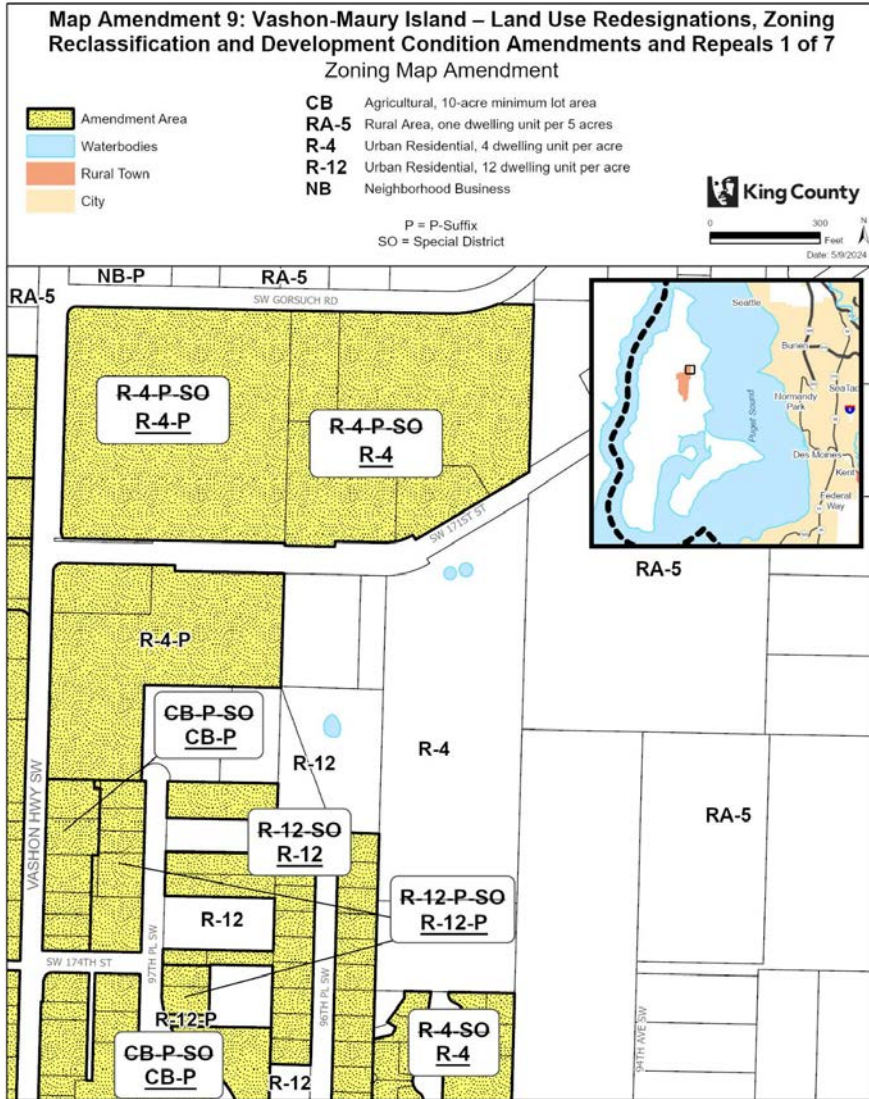 Map Amendment 9: Vashon-Maury Island – Land Use Redesignations, Zoning
Reclassification and Development Condition Amendments and Repeals 1 of 7
Zoning Map Amendment
Amendment Area
Waterbodies
Rural Town
City
CB Agricultural, 10-acre minimum lot area
RA-5 Rural Area, one dwelling unit per 5 acres
R-4 Urban Residential, 4 dwelling unit per acre
R-12 Urban Residential, 12 dwelling unit per acre
NB Neighborhood Business
P = P-Suffix
SO = Special District
King County
0 300
Feet
N
Date: 5/9/2024
NB-P
RA-5
RA-5
SW GORSUCH RD
Seattle
Burien
SeaTac
Normandy
Park
Puget Sound
Des Moines
Kent
Federal
Way
R-4-P-SO
R-4-P
R-4-P-SO
R-4
SW 171ST ST
RA-5
R-4-P
CB-P-SO
CB-P
R-12
R-4
RA-5
VASHON HWY SW
R-12-SO
R-12
R-12-P-SO
R-12-P
R-12
97TH PL SW
96TH PL SW
SW 174TH ST
R-12-P
CB-P-SO
CB-P
R-12
R-4-SO
R-4
94TH AVE SW